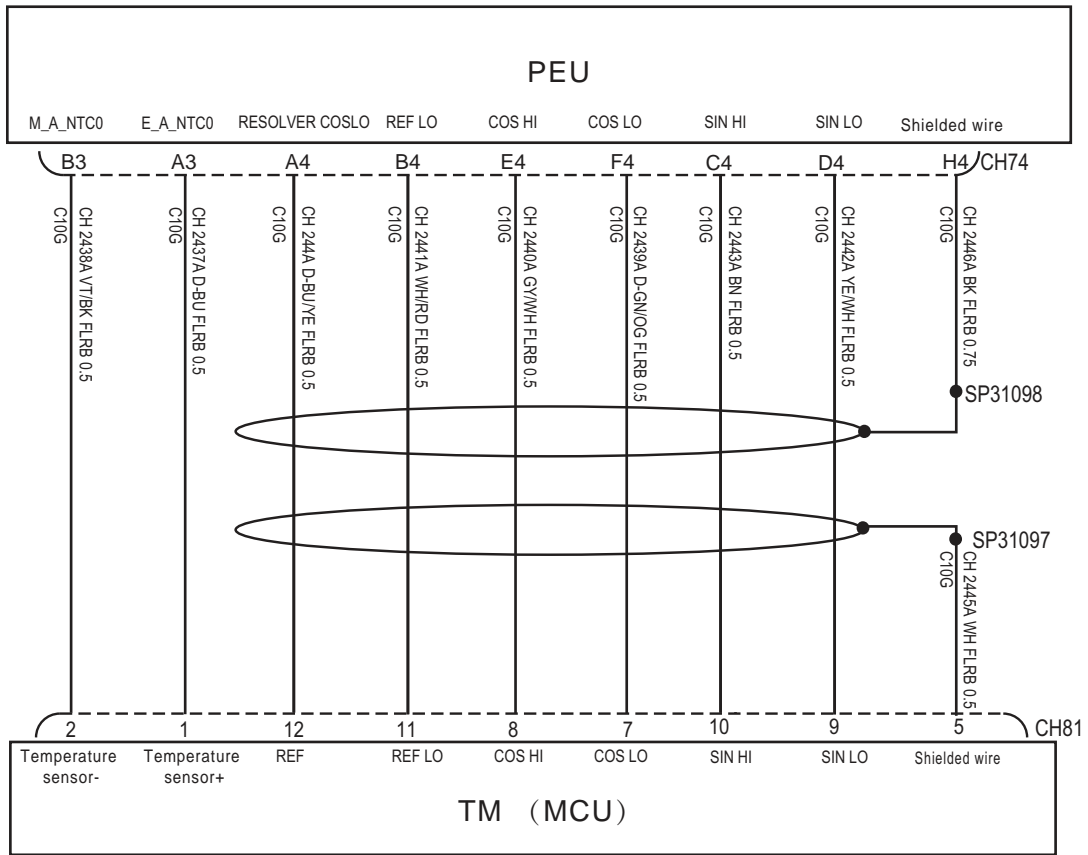 PEU
M_A_NTC0
E_A_NTC0
RESOLVER COSLO
REF LO
COS HI
COS LO
SIN HI
SIN LO
Shielded wire
B3
A3
A4
B4
E4
F4
C4
D4
H4
CH74
CH 2438A VT/BK FLRB 0.5
C10G
CH 2437A D-BU FLRB 0.5
C10G
CH 244A D-BU/YE FLRB 0.5
C10G
CH 2441A WH/RD FLRB 0.5
C10G
CH 2440A GY/WH FLRB 0.5
C10G
CH 2439A D-GN/OG FLRB 0.5
C10G
CH 2443A BN FLRB 0.5
C10G
CH 2442A YE/WH FLRB 0.5
C10G
CH 2446A BK FLRB 0.75
C10G
SP31098
SP31097
CH 2445A WH FLRB 0.5
C10G
2
1
12
11
8
7
10
9
5
CH81
Temperature
sensor-
Temperature
sensor+
REF
REF LO
COS HI
COS LO
SIN HI
SIN LO
Shielded wire
TM （MCU）